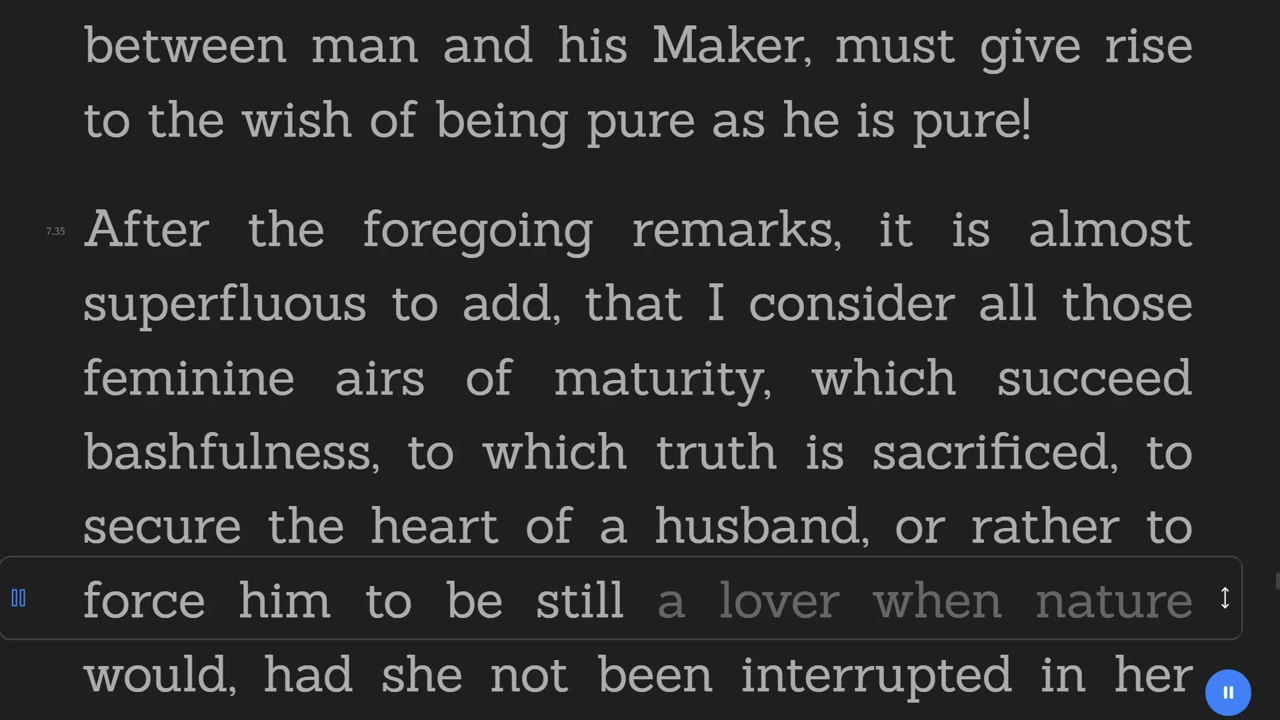 between man and his Maker, must give rise
to the wish of being pure as he is pure!
7.35 After the foregoing remarks, it is almost
superfluous to add, that I consider all those
feminine airs of maturity, which succeed
bashfulness, to which truth is sacrificed, to
secure the heart of a husband, or rather to
force him to be still a lover when nature
would, had she not been interrupted in her